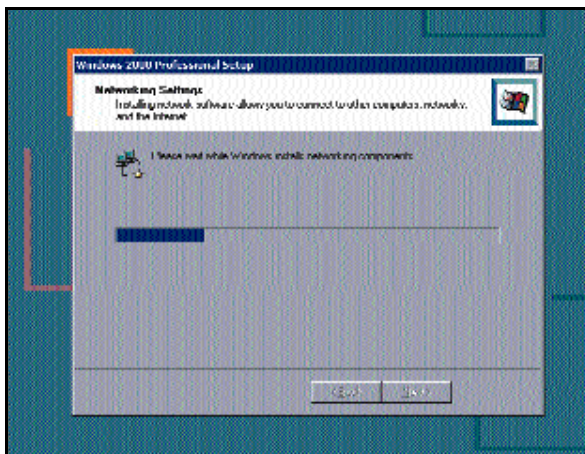 Windows 2000 Professional Setup
Networking Settings
Installing network software allows you to connect to other computers, networks,
and the Internet
Please wait while Windows installs networking components
< Back
Next >